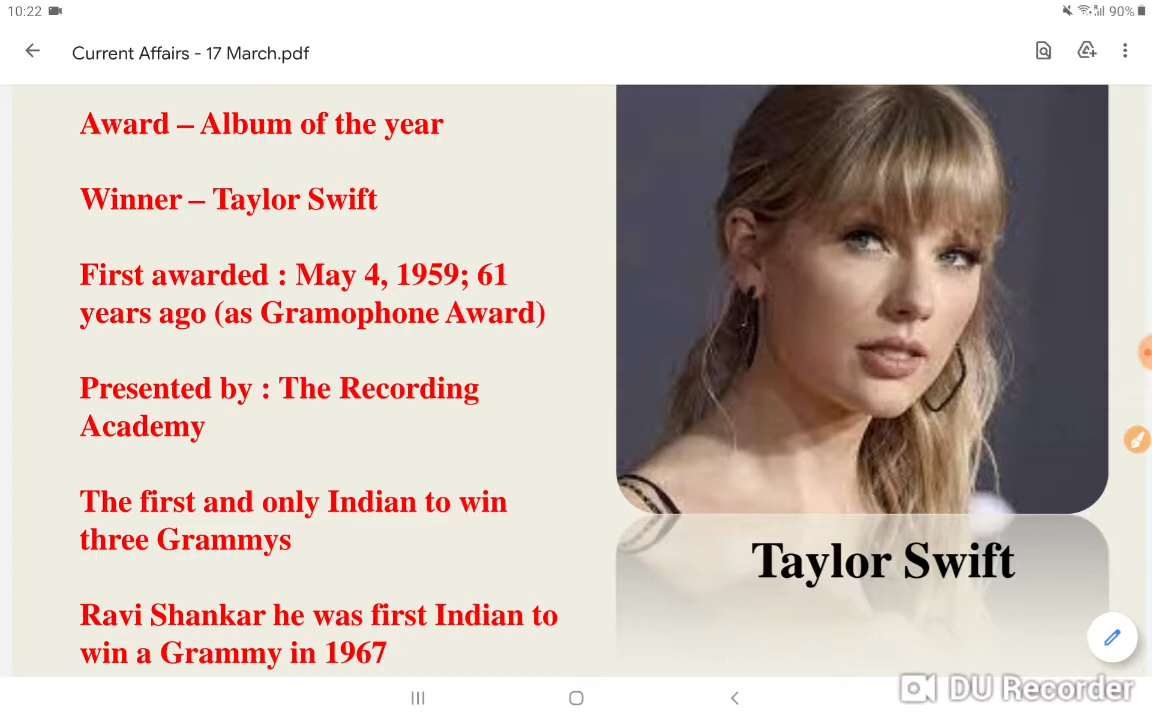 10:22
90%
Current Affairs - 17 March.pdf
Award – Album of the year
Winner – Taylor Swift
First awarded : May 4, 1959; 61
years ago (as Gramophone Award)
Presented by : The Recording
Academy
The first and only Indian to win
three Grammys
Ravi Shankar he was first Indian to
win a Grammy in 1967
Taylor Swift
DU Recorder